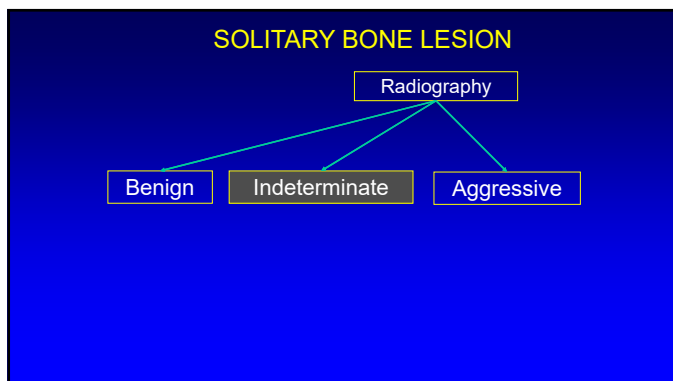 SOLITARY BONE LESION
Radiography
Benign
Indeterminate
Aggressive